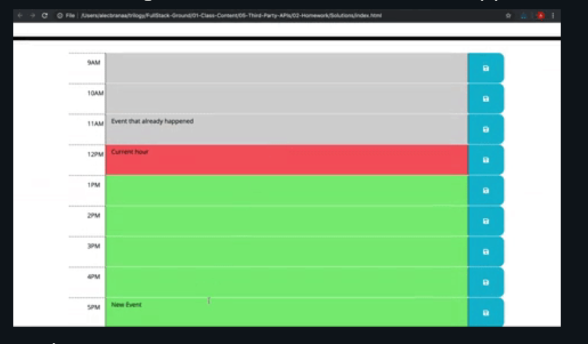 File | /Users/alectranaa/trilogy/FullStack-Ground/01-Class-Content/05-Third-Party-APIs/02-Homework/Solutions/index.html
9AM
10AM
11AM Event that already happened
12PM Current hour
1PM
2PM
3PM
4PM
5PM New Event